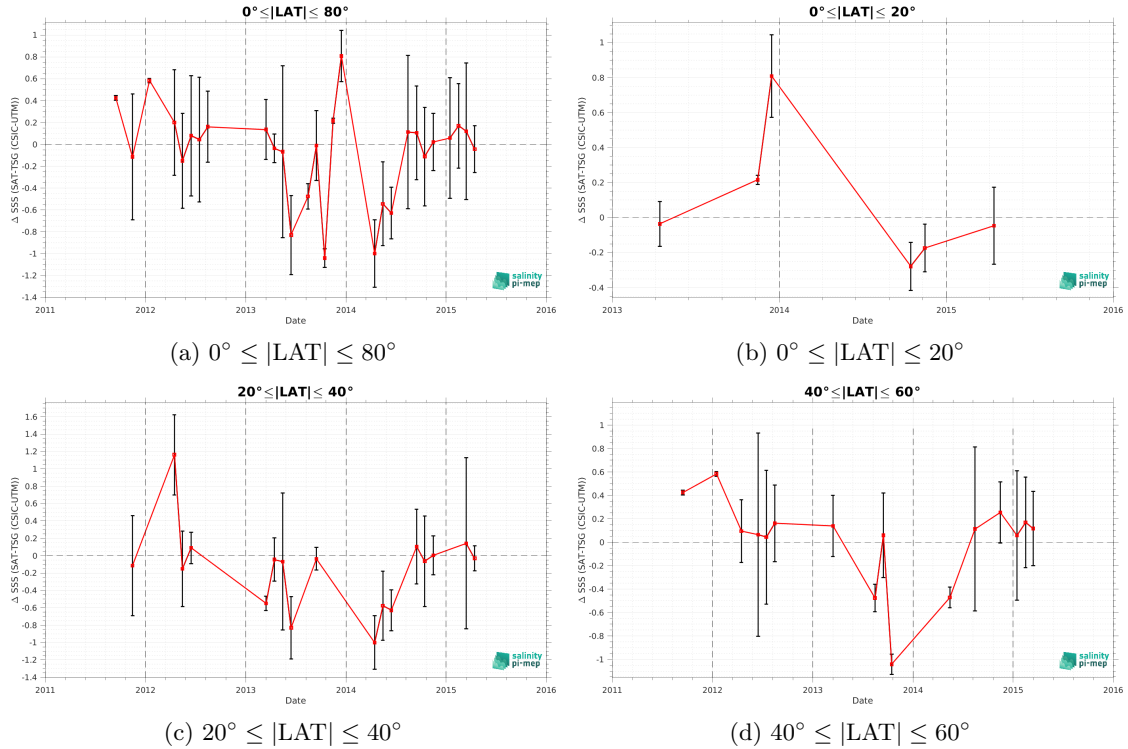 0°≤|LAT|≤ 80°
Δ SSS (SAT-TSG (CSIC-UTM))
1
0.8
0.6
0.4
0.2
0
-0.2
-0.4
-0.6
-0.8
-1
-1.2
-1.4
2011 2012 2013 2014 2015 2016
Date
salinity
pi-mep
(a) 0° ≤ |LAT| ≤ 80°
0°≤|LAT|≤ 20°
Δ SSS (SAT-TSG (CSIC-UTM))
1
0.8
0.6
0.4
0.2
0
-0.2
-0.4
2013 2014 2015 2016
Date
salinity
pi-mep
(b) 0° ≤ |LAT| ≤ 20°
20°≤|LAT|≤ 40°
Δ SSS (SAT-TSG (CSIC-UTM))
1.6
1.4
1.2
1
0.8
0.6
0.4
0.2
0
-0.2
-0.4
-0.6
-0.8
-1
-1.2
-1.4
2011 2012 2013 2014 2015 2016
Date
salinity
pi-mep
(c) 20° ≤ |LAT| ≤ 40°
40°≤|LAT|≤ 60°
Δ SSS (SAT-TSG (CSIC-UTM))
1
0.8
0.6
0.4
0.2
0
-0.2
-0.4
-0.6
-0.8
-1
2011 2012 2013 2014 2015 2016
Date
salinity
pi-mep
(d) 40° ≤ |LAT| ≤ 60°